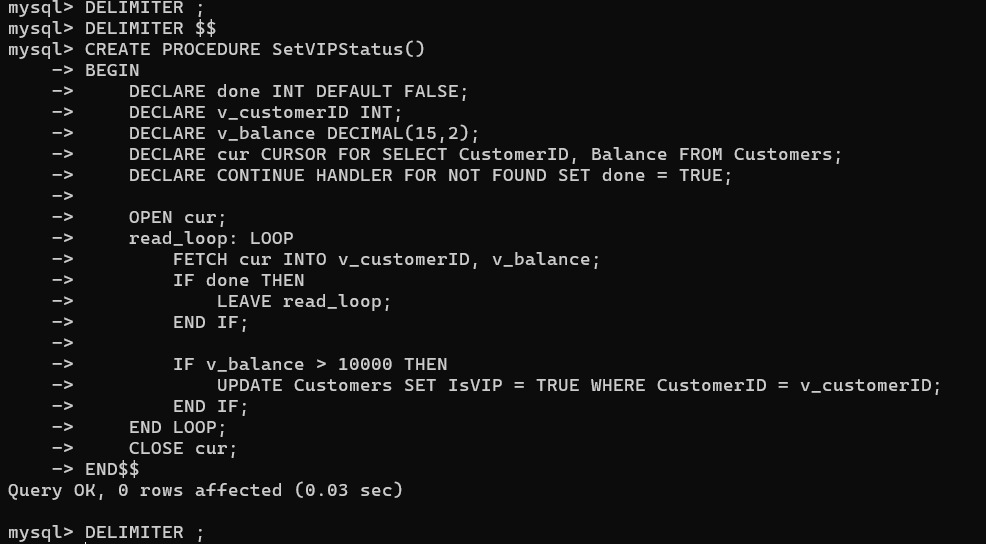 mysql> DELIMITER ;
mysql> DELIMITER $$
mysql> CREATE PROCEDURE SetVIPStatus()
    -> BEGIN
    ->     DECLARE done INT DEFAULT FALSE;
    ->     DECLARE v_customerID INT;
    ->     DECLARE v_balance DECIMAL(15,2);
    ->     DECLARE cur CURSOR FOR SELECT CustomerID, Balance FROM Customers;
    ->     DECLARE CONTINUE HANDLER FOR NOT FOUND SET done = TRUE;
    ->
    ->     OPEN cur;
    ->     read_loop: LOOP
    ->         FETCH cur INTO v_customerID, v_balance;
    ->         IF done THEN
    ->             LEAVE read_loop;
    ->         END IF;
    ->
    ->         IF v_balance > 10000 THEN
    ->             UPDATE Customers SET IsVIP = TRUE WHERE CustomerID = v_customerID;
    ->         END IF;
    ->     END LOOP;
    ->     CLOSE cur;
    -> END$$
Query OK, 0 rows affected (0.03 sec)

mysql> DELIMITER ;